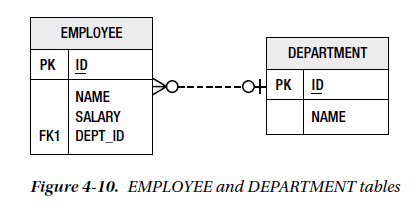 EMPLOYEE
PK ID
NAME
SALARY
FK1 DEPT_ID
DEPARTMENT
PK ID
NAME
Figure 4-10. EMPLOYEE and DEPARTMENT tables